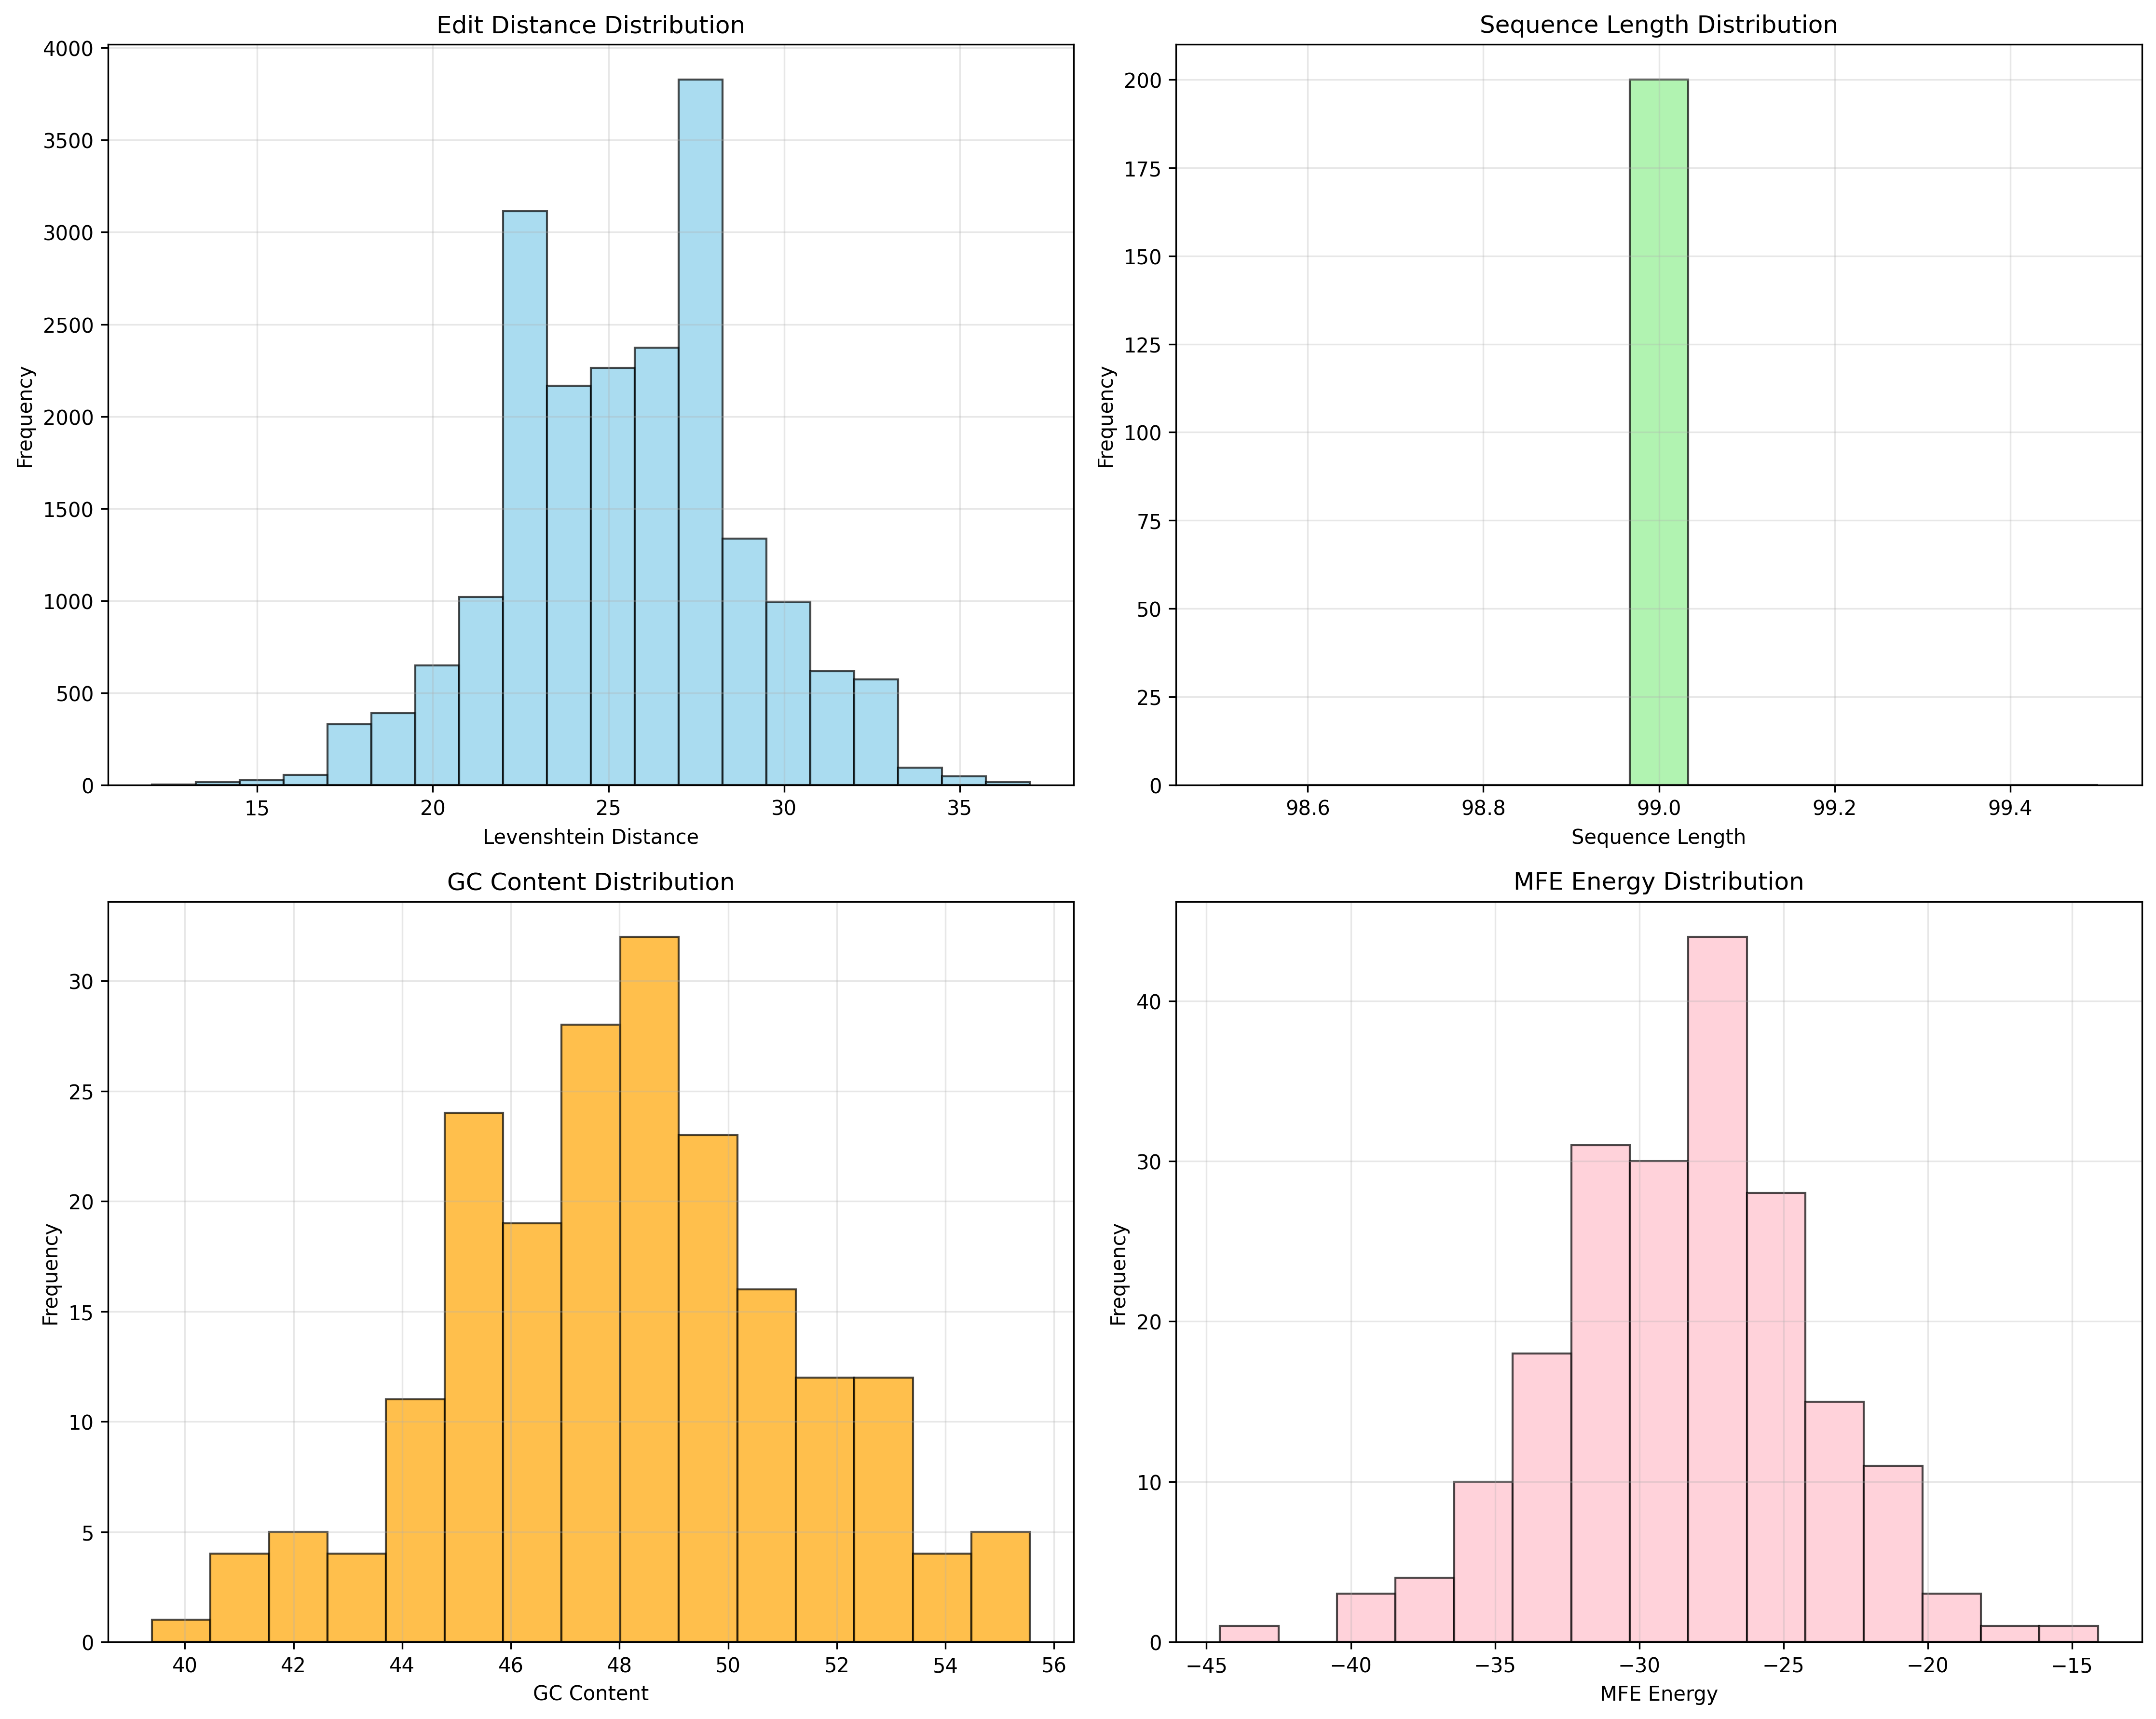 Edit Distance Distribution
Frequency
4000
3500
3000
2500
2000
1500
1000
500
0
15 20 25 30 35
Levenshtein Distance
Sequence Length Distribution
Frequency
200
175
150
125
100
75
50
25
0
98.6 98.8 99.0 99.2 99.4
Sequence Length
GC Content Distribution
Frequency
30
25
20
15
10
5
0
40 42 44 46 48 50 52 54 56
GC Content
MFE Energy Distribution
Frequency
40
30
20
10
0
−45 −40 −35 −30 −25 −20 −15
MFE Energy